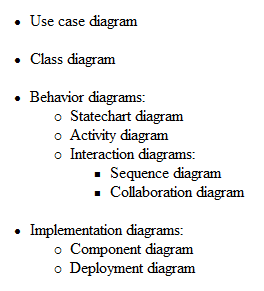 • Use case diagram
• Class diagram
• Behavior diagrams:
○ Statechart diagram
○ Activity diagram
○ Interaction diagrams:
▪ Sequence diagram
▪ Collaboration diagram
• Implementation diagrams:
○ Component diagram
○ Deployment diagram